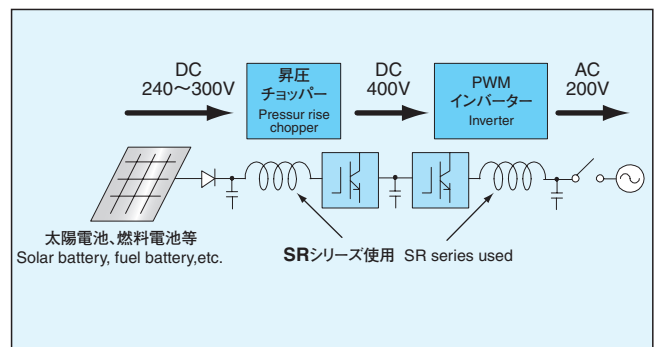 DC
240〜300V
昇圧
チョッパー
Pressur rise
chopper
DC
400V
PWM
インバーター
Inverter
AC
200V
太陽電池、燃料電池等
Solar battery, fuel battery,etc.
SRシリーズ使用 SR series used